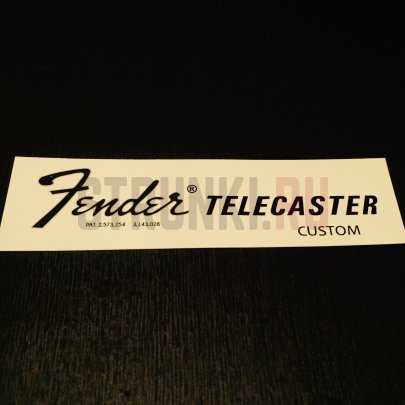 Fender® TELECASTER
PAT. 2,573,254 3,143,028
CUSTOM
STRUNKI.RU